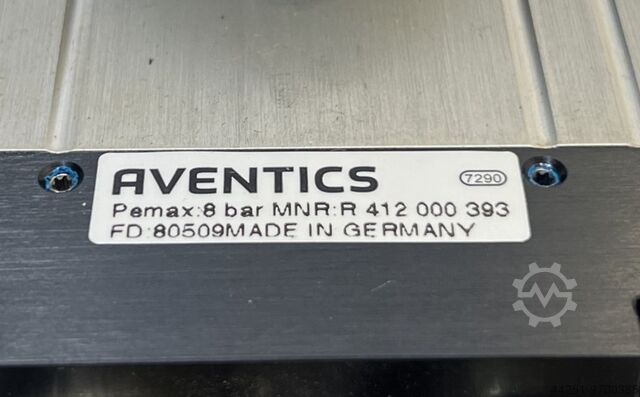 AVENTICS 7290
Pemax:8 bar MNR:R 412 000 393
FD:80509MADE IN GERMANY